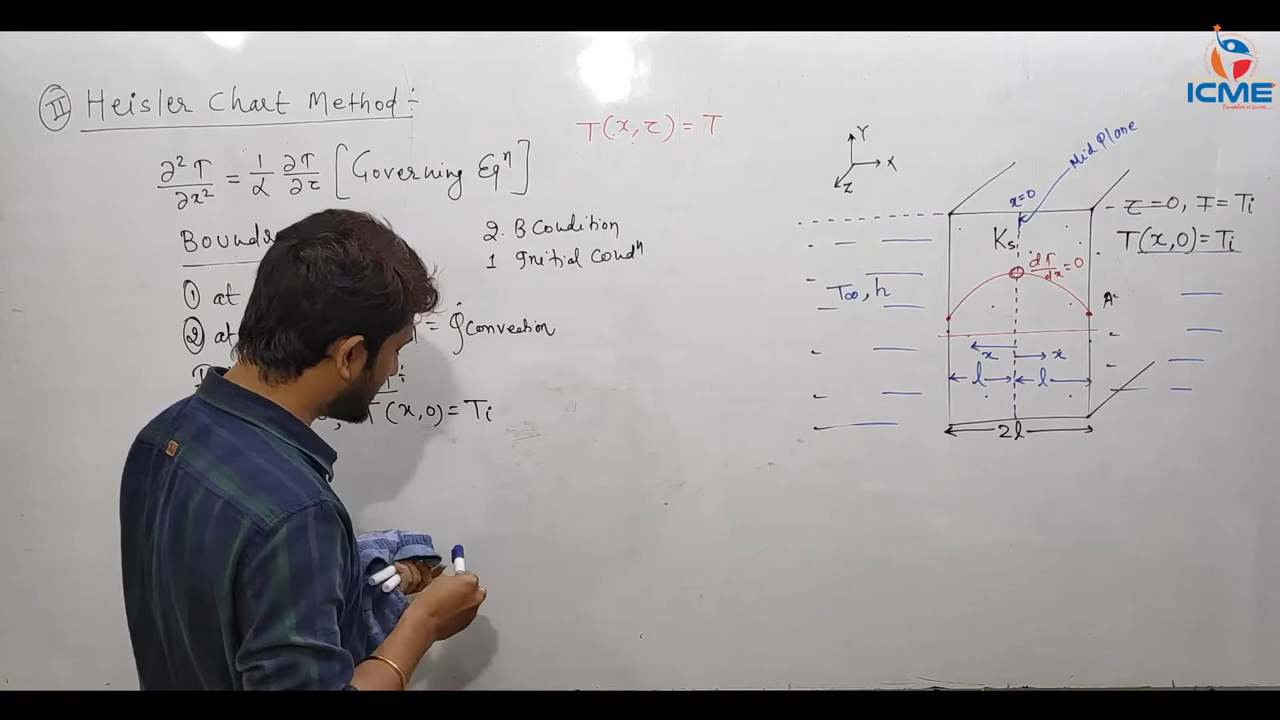 II Heisler Chart Method:-
∂²T/∂x² = 1/α ∂T/∂τ [Governing Eqⁿ]
2. B Condition
1 Initial Condⁿ
① at
② at = Q̇convection
, T(x,0) = Ti
T(x, τ) = T
Y
X
Z
Mid Plane
x=0
τ=0, T=Ti
T(x,0)=Ti
Ks
dT/dx=0
T∞, h
A
x x
l l
2l
ICME